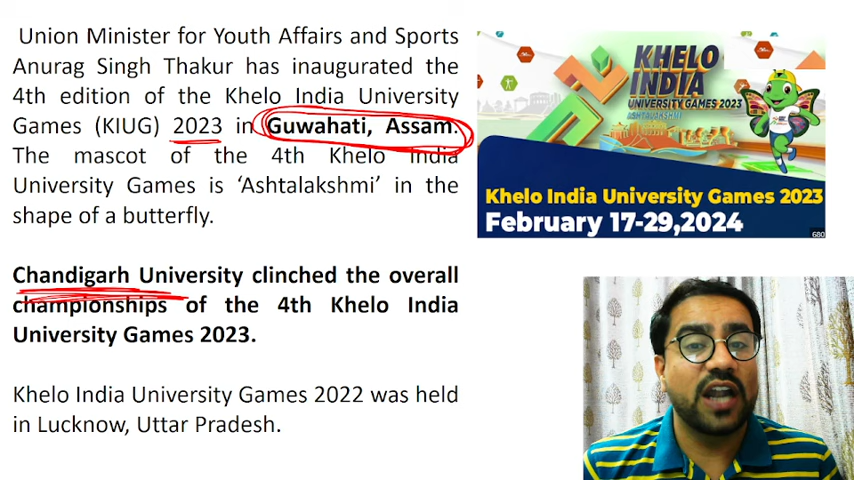 Union Minister for Youth Affairs and Sports
Anurag Singh Thakur has inaugurated the
4th edition of the Khelo India University
Games (KIUG) 2023 in Guwahati, Assam.
The mascot of the 4th Khelo India
University Games is ‘Ashtalakshmi’ in the
shape of a butterfly.
Chandigarh University clinched the overall
championships of the 4th Khelo India
University Games 2023.
Khelo India University Games 2022 was held
in Lucknow, Uttar Pradesh.
KHELO
INDIA
UNIVERSITY GAMES 2023
ASHTALAKSHMI
Khelo India University Games 2023
February 17-29,2024
680